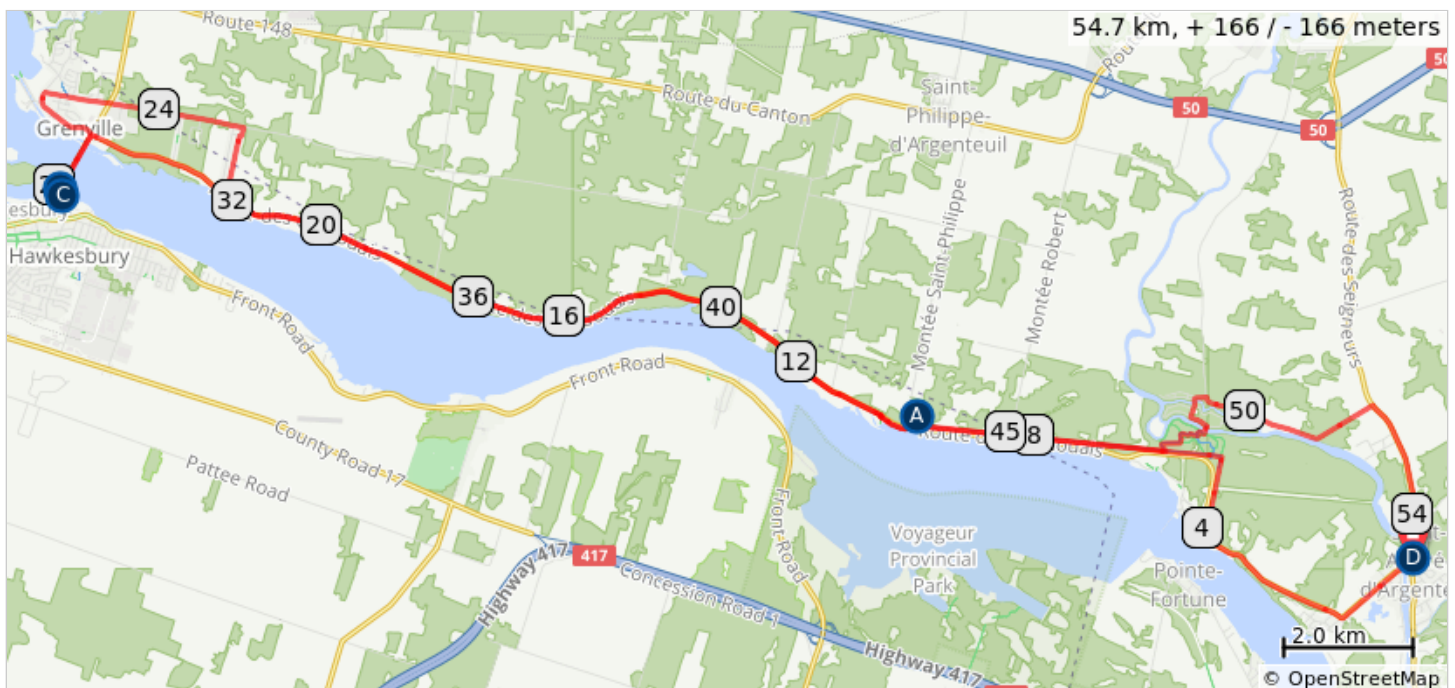 54.7 km, + 166 / - 166 meters
Route 148
50
Route du Canton
Saint-
Philippe-
d'Argenteuil
50
50
24
Grenville
C
32
20
esbury
Hawkesbury
Front Road
36
16
40
12
Montée Saint-Philippe
Montée Robert
Route des Seigneurs
Front Road
A
45
8
50
County Road 17
Pattee Road
417
Highway 417
Concession Road 1
Front Road
Voyageur
Provincial
Park
Highway 417
4
Pointe-
Fortune
54
D
d'Argente
2.0 km
© OpenStreetMap